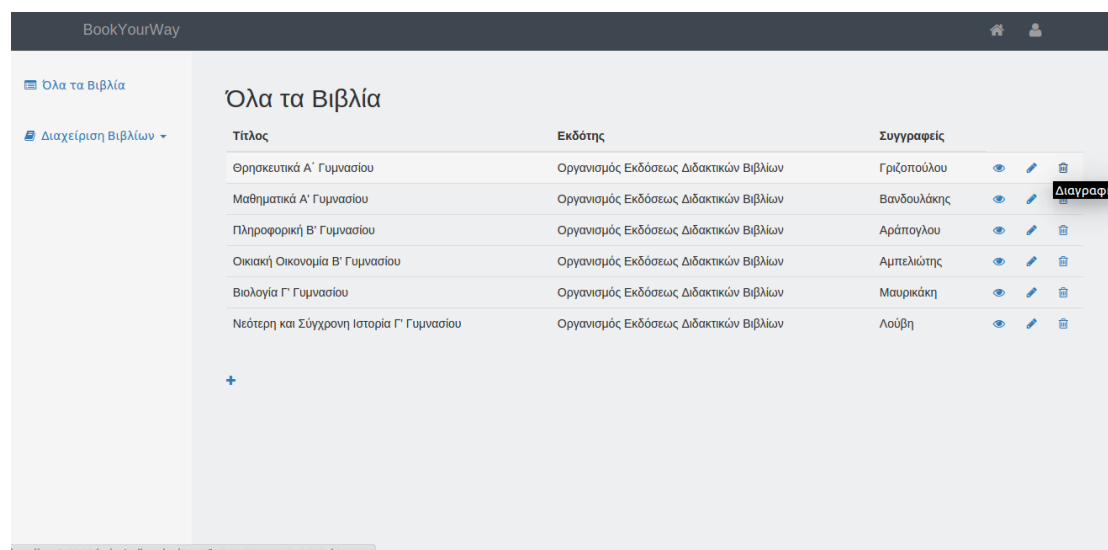 BookYourWay
Όλα τα Βιβλία
Διαχείριση Βιβλίων
Όλα τα Βιβλία
Τίτλος Εκδότης Συγγραφείς
Θρησκευτικά Α΄ Γυμνασίου Οργανισμός Εκδόσεως Διδακτικών Βιβλίων Γριζοπούλου
Διαγραφ
Μαθηματικά Α' Γυμνασίου Οργανισμός Εκδόσεως Διδακτικών Βιβλίων Βανδουλάκης
Πληροφορική Β' Γυμνασίου Οργανισμός Εκδόσεως Διδακτικών Βιβλίων Αράπογλου
Οικιακή Οικονομία Β' Γυμνασίου Οργανισμός Εκδόσεως Διδακτικών Βιβλίων Αμπελιώτης
Βιολογία Γ' Γυμνασίου Οργανισμός Εκδόσεως Διδακτικών Βιβλίων Μαυρικάκη
Νεότερη και Σύγχρονη Ιστορία Γ' Γυμνασίου Οργανισμός Εκδόσεως Διδακτικών Βιβλίων Λούβη